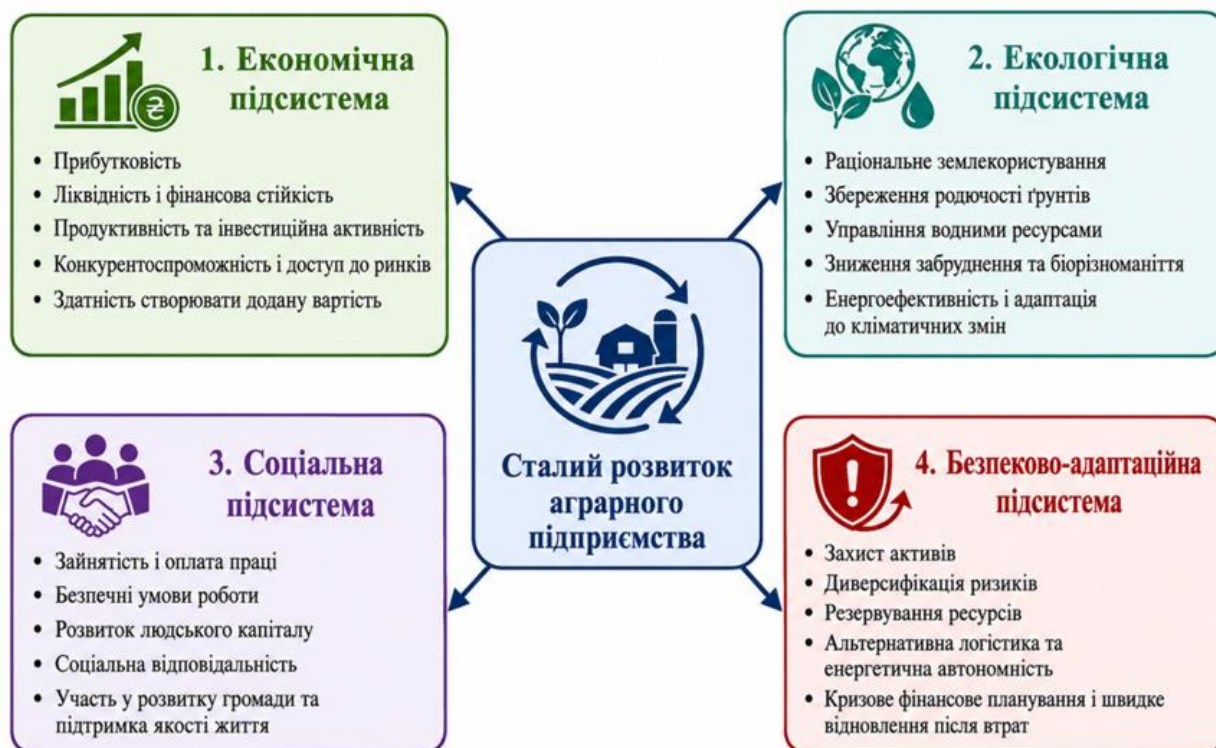 1. Економічна
підсистема
• Прибутковість
• Ліквідність і фінансова стійкість
• Продуктивність та інвестиційна активність
• Конкурентоспроможність і доступ до ринків
• Здатність створювати додану вартість
2. Екологічна
підсистема
• Раціональне землекористування
• Збереження родючості ґрунтів
• Управління водними ресурсами
• Зниження забруднення та біорізноманіття
• Енергоефективність і адаптація
до кліматичних змін
Сталий розвиток
аграрного
підприємства
3. Соціальна
підсистема
• Зайнятість і оплата праці
• Безпечні умови роботи
• Розвиток людського капіталу
• Соціальна відповідальність
• Участь у розвитку громади та
підтримка якості життя
4. Безпеково-адаптаційна
підсистема
• Захист активів
• Диверсифікація ризиків
• Резервування ресурсів
• Альтернативна логістика та
енергетична автономність
• Кризове фінансове планування і швидке
відновлення після втрат